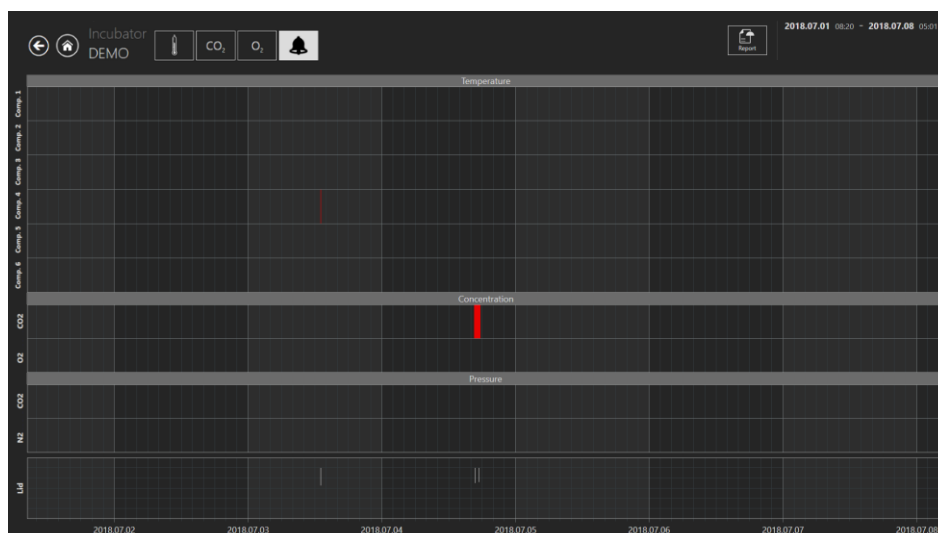 Incubator
DEMO
CO₂
O₂
Report
2018.07.01 08:20 ~ 2018.07.08 05:01
Temperature
Comp. 1
Comp. 2
Comp. 3
Comp. 4
Comp. 5
Comp. 6
Concentration
CO2
O2
Pressure
CO2
N2
Lid
2018.07.02 2018.07.03 2018.07.04 2018.07.05 2018.07.06 2018.07.07 2018.07.08